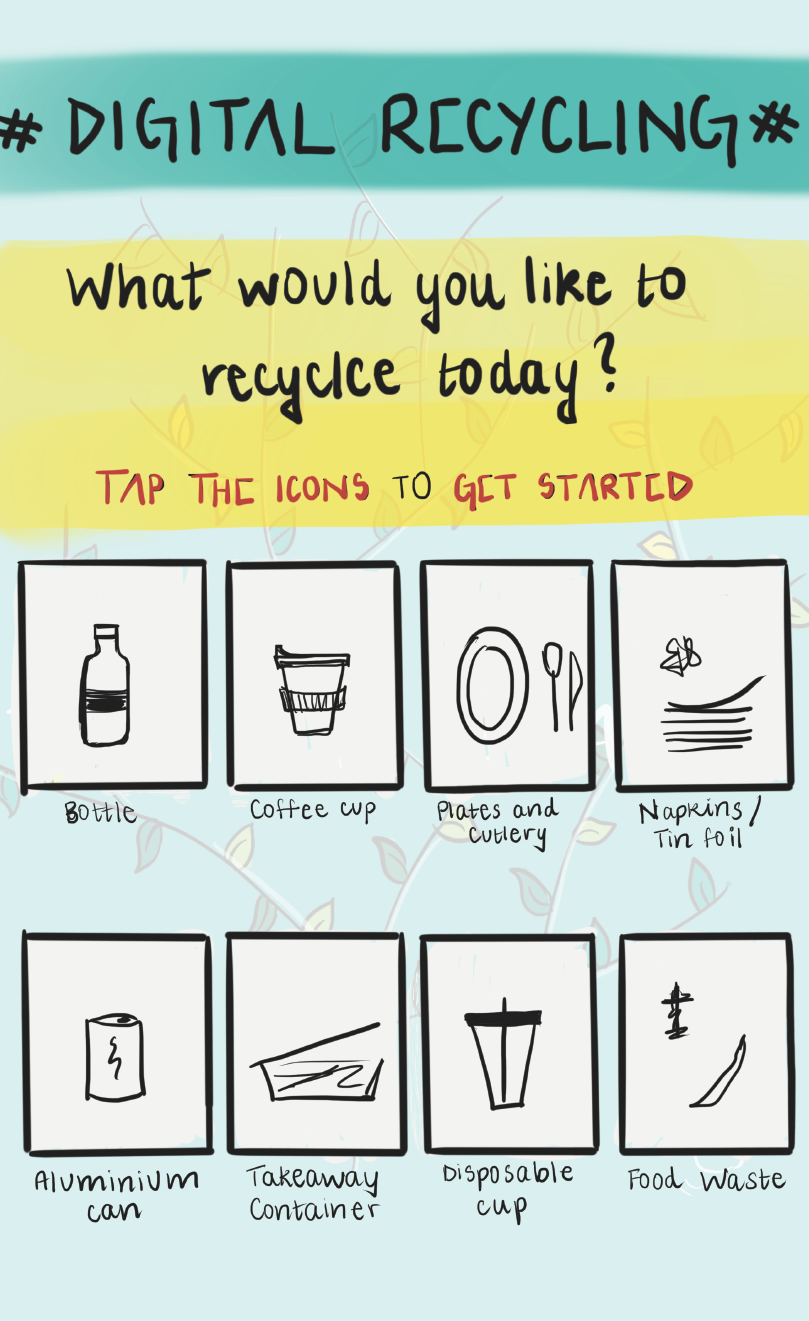 # DIGITAL RECYCLING #
What would you like to
recyclce today?
TAP THE ICONS TO GET STARTED
Bottle
Coffee cup
Plates and
Cutlery
Napkins/
Tin foil
Aluminium
can
Takeaway
Container
Disposable
cup
Food Waste